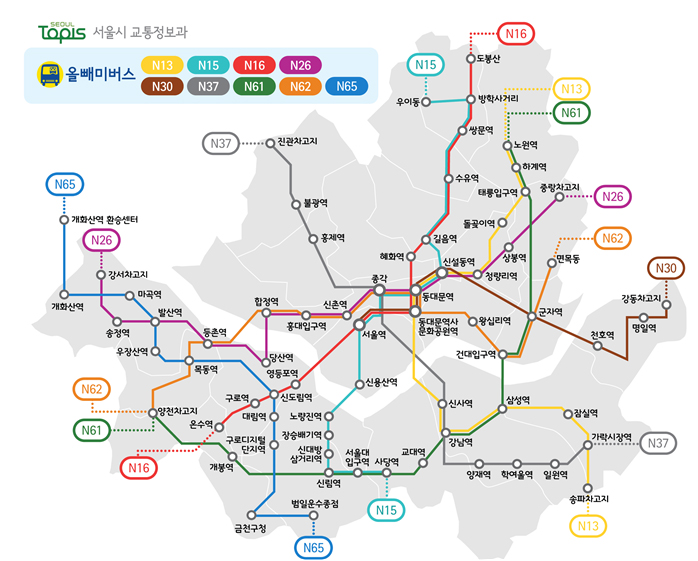 SEOUL
Topis 서울시 교통정보과
올빼미버스
N13 N15 N16 N26
N30 N37 N61 N62 N65
N16
도봉산
N15
우이동
방학사거리
N13
N61
쌍문역
노원역
하계역
N37
진관차고지
수유역
태릉입구역
중랑차고지
N65
개화산역 환승센터
불광역
돌곶이역
N26
N26
홍제역
길음역
상봉역
N62
강서차고지
혜화역
신설동역
청량리역
면목동
N30
종각
개화산역
마곡역
합정역
신촌역
동대문역
강동차고지
송정역
발산역
홍대입구역
서울역
동대문역사
문화공원역
왕십리역
군자역
천호역
명일역
우장산역
등촌역
당산역
건대입구역
목동역
영등포역
신도림역
신용산역
N62
양천차고지
구로역
신사역
삼성역
잠실역
N61
온수역
대림역
노량진역
강남역
가락시장역
N37
구로디지털
단지역
장승배기역
N16
개봉역
신대방
삼거리역
서울대
입구역
사당역
교대역
양재역
학여울역
일원역
신림역
송파차고지
금천구청
범일운수종점
N15
N13
N65